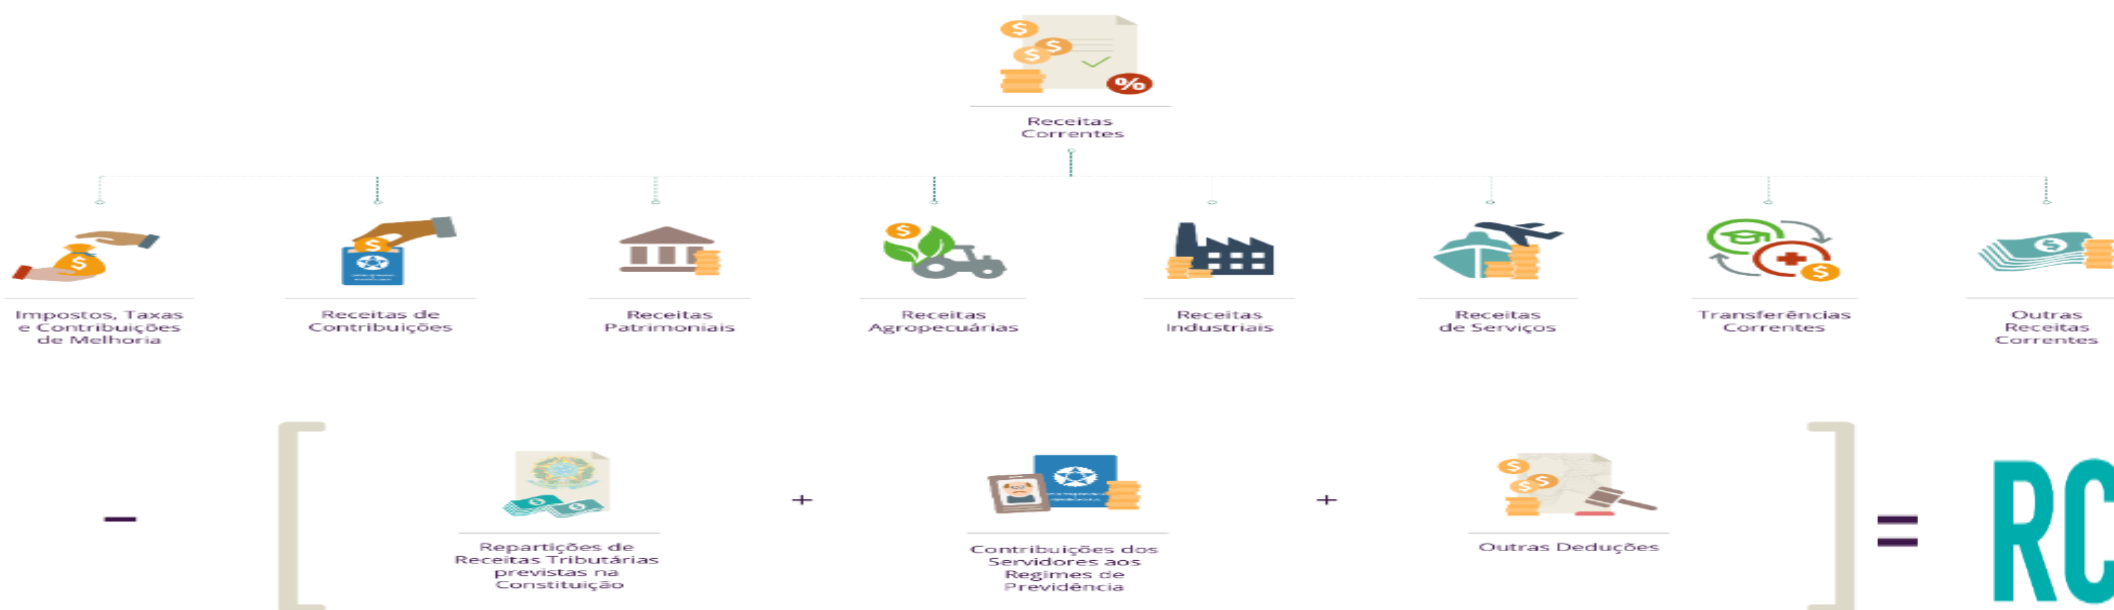 Receitas
Correntes
Impostos, Taxas
e Contribuições
de Melhoria
Receitas de
Contribuições
Receitas
Patrimoniais
Receitas
Agropecuárias
Receitas
Industriais
Receitas
de Serviços
Transferências
Correntes
Outras
Receitas
Correntes
–
Repartições de
Receitas Tributárias
previstas na
Constituição
+
Contribuições dos
Servidores aos
Regimes de
Previdência
+
Outras Deduções
=
RC